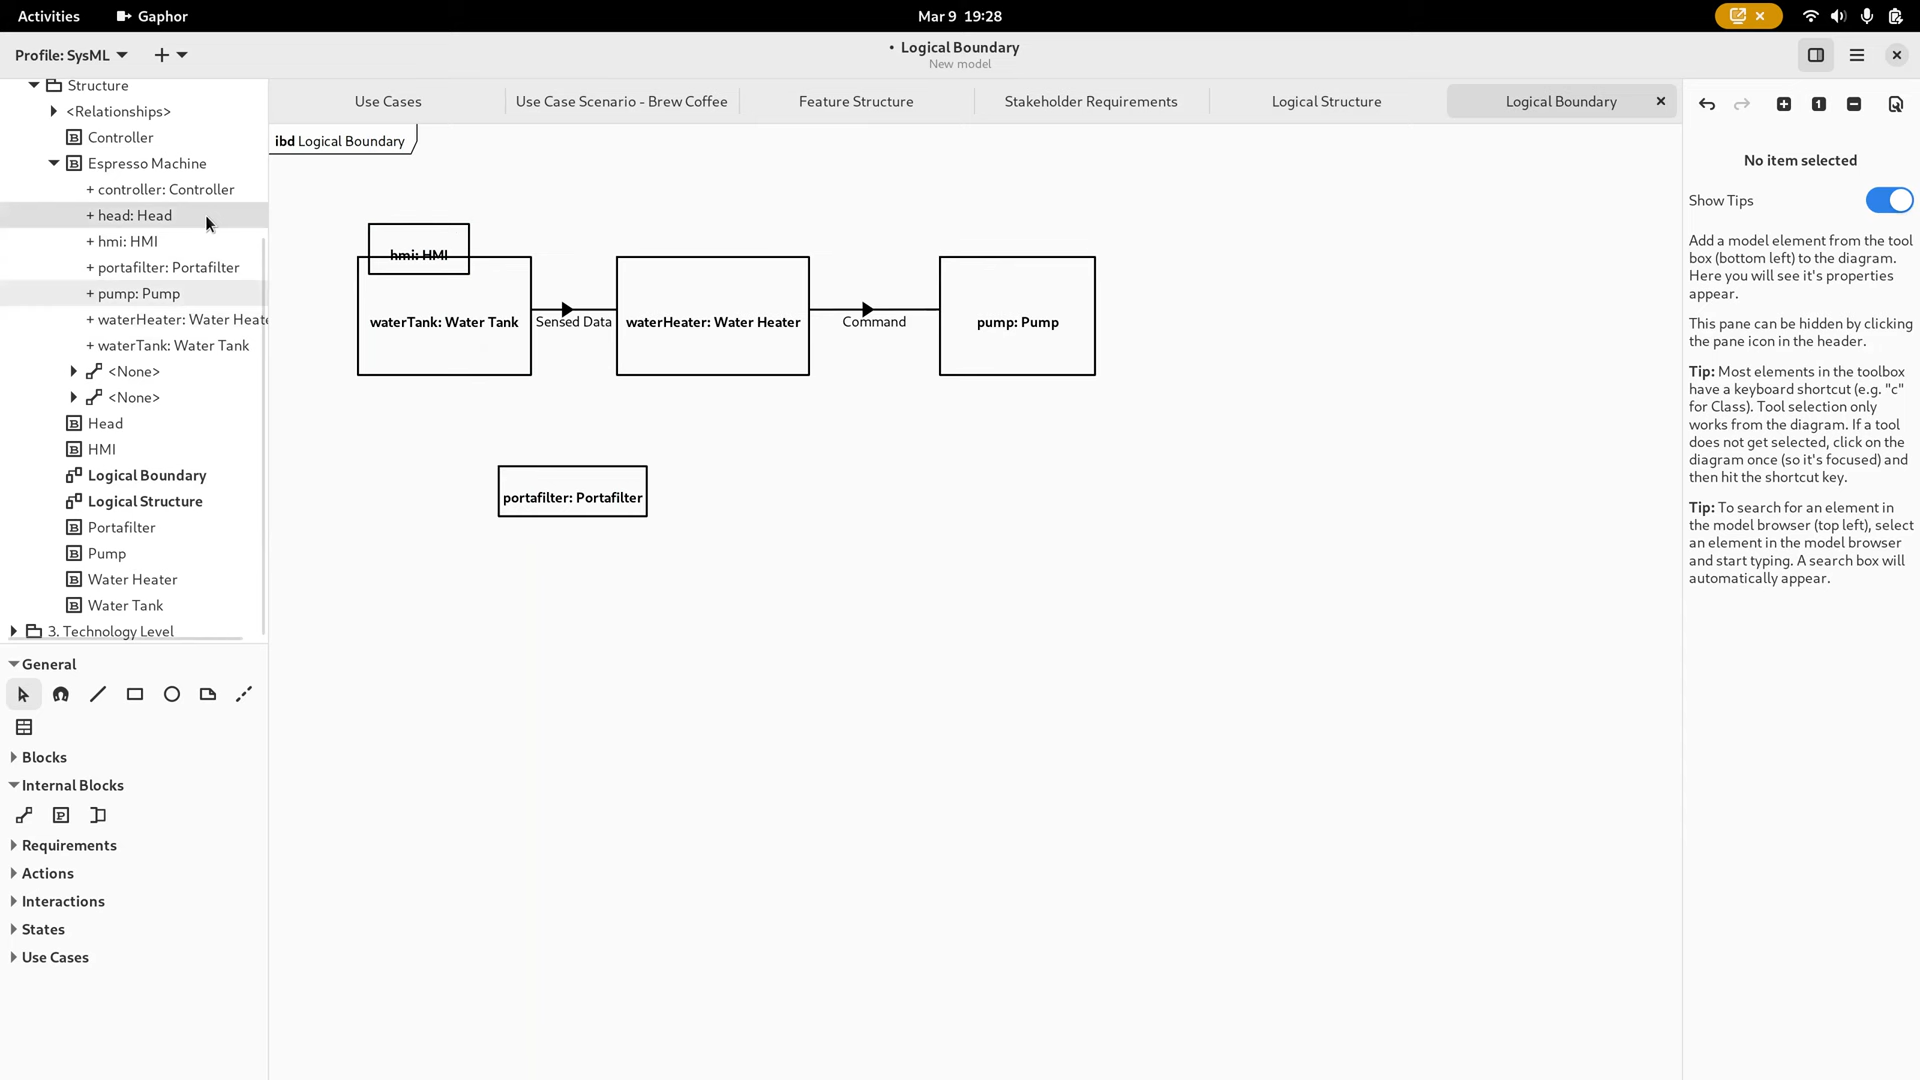 Activities
Gaphor
Mar 9 19:28
Profile: SysML
• Logical Boundary
New model
Structure
<Relationships>
Controller
Espresso Machine
+ controller: Controller
+ head: Head
+ hmi: HMI
+ portafilter: Portafilter
+ pump: Pump
+ waterHeater: Water Heate
+ waterTank: Water Tank
<None>
<None>
Head
HMI
Logical Boundary
Logical Structure
Portafilter
Pump
Water Heater
Water Tank
3. Technology Level
General
Blocks
Internal Blocks
Requirements
Actions
Interactions
States
Use Cases
Use Cases
Use Case Scenario - Brew Coffee
Feature Structure
Stakeholder Requirements
Logical Structure
Logical Boundary
ibd Logical Boundary
hmi: HMI
waterTank: Water Tank
Sensed Data
waterHeater: Water Heater
Command
pump: Pump
portafilter: Portafilter
No item selected
Show Tips
Add a model element from the tool
box (bottom left) to the diagram.
Here you will see it's properties
appear.
This pane can be hidden by clicking
the pane icon in the header.
Tip: Most elements in the toolbox
have a keyboard shortcut (e.g. "c"
for Class). Tool selection only
works from the diagram. If a tool
does not get selected, click on the
diagram once (so it's focused) and
then hit the shortcut key.
Tip: To search for an element in
the model browser (top left), select
an element in the model browser
and start typing. A search box will
automatically appear.